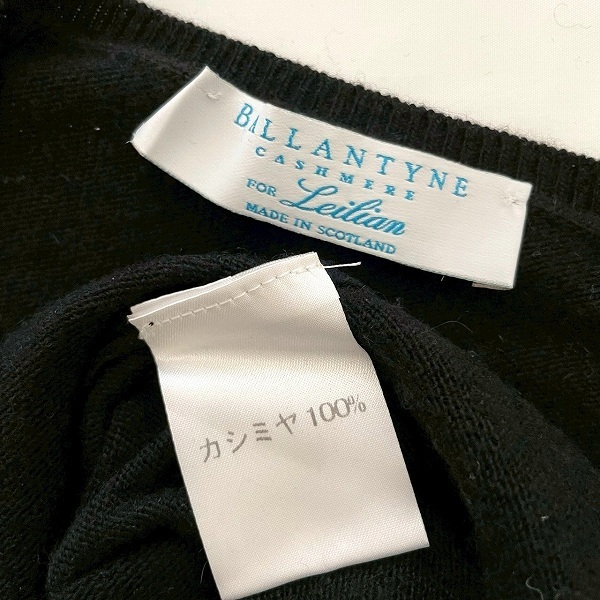 BALLANTYNE
CASHMERE
FOR Leilian
MADE IN SCOTLAND
カシミヤ 100%